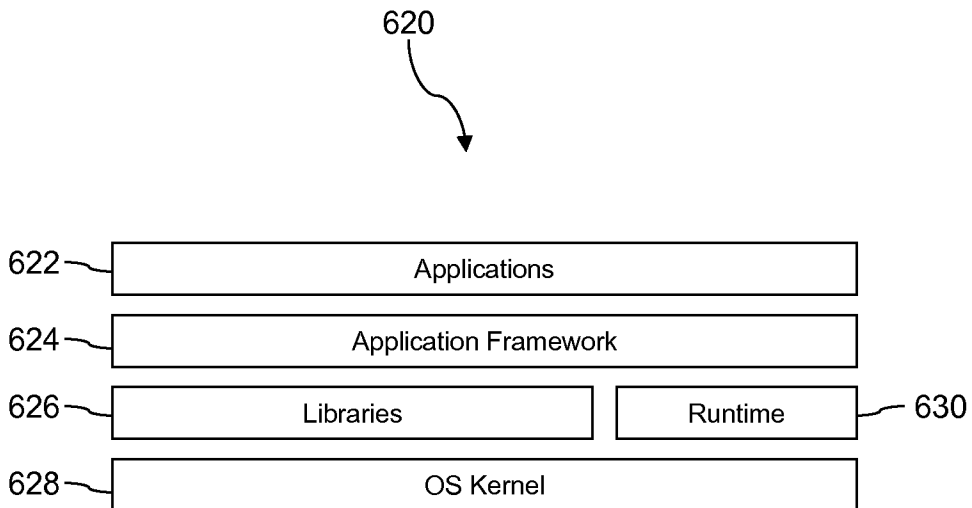 620
622 Applications
624 Application Framework
626 Libraries Runtime 630
628 OS Kernel